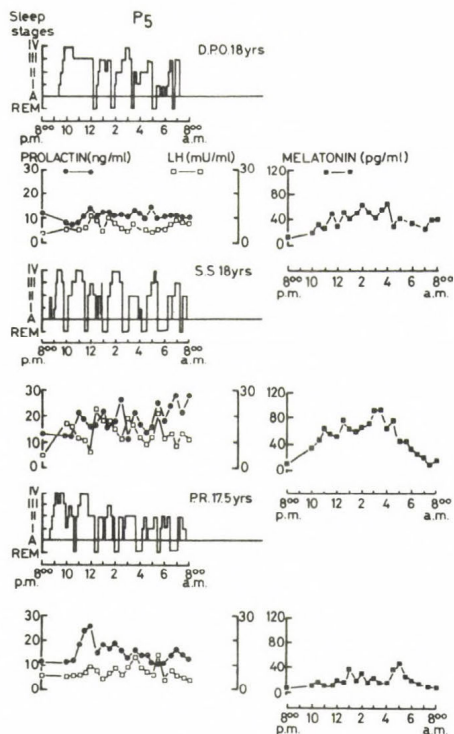 Sleep P5
stages
IV
III D.P.O. 18 yrs
II
I
A
REM
8⁰⁰ 10 12 2 4 6 8⁰⁰
p.m. a.m.
PROLACTIN (ng/ml) LH (mU/ml) MELATONIN (pg/ml)
30 30 120
20 80
10 40
0 0 0
8⁰⁰ 10 12 2 4 6 8⁰⁰
p.m. a.m.
IV
III S.S 18 yrs
II
I
A
REM
8⁰⁰ 10 12 2 4 6 8⁰⁰
p.m. a.m.
30 30 120
20 80
10 40
0 0 0
8⁰⁰ 10 12 2 4 6 8⁰⁰
p.m. a.m.
IV
III P.R. 17.5 yrs
II
I
A
REM
8⁰⁰ 10 12 2 4 6 8⁰⁰
p.m. a.m.
30 30 120
20 80
10 40
0 0 0
8⁰⁰ 10 12 2 4 6 8⁰⁰
p.m. a.m.